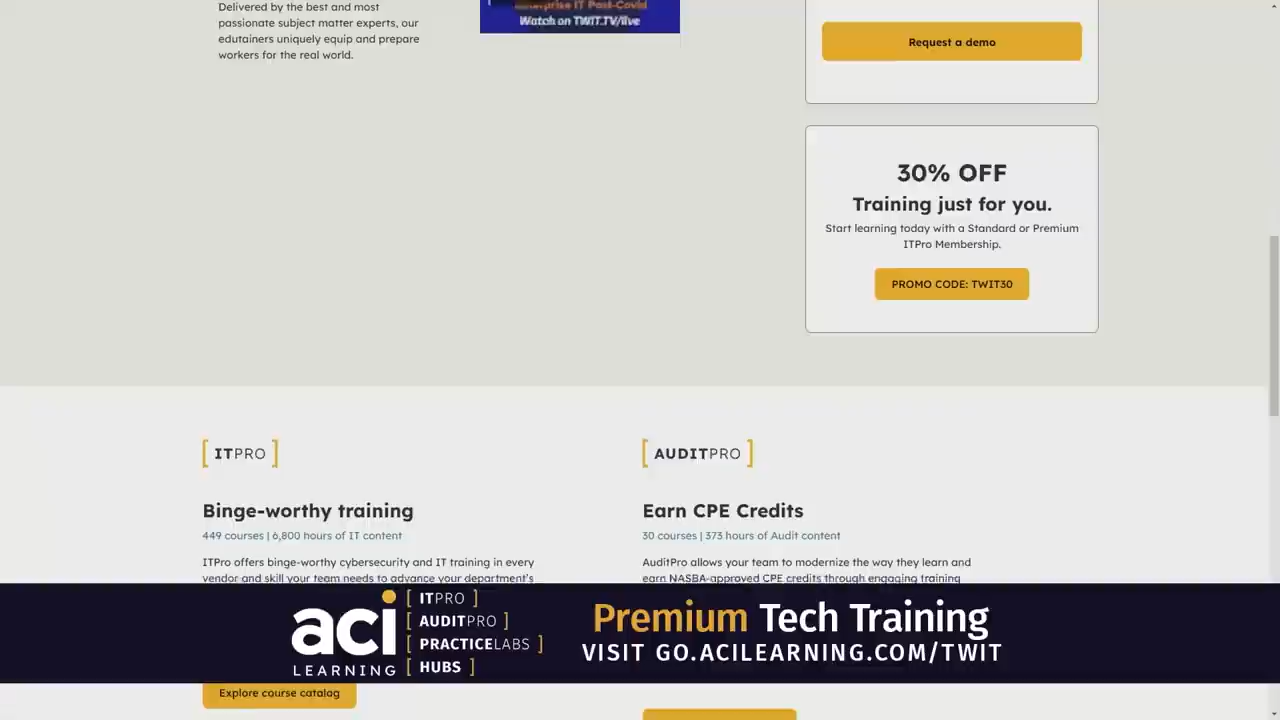 Delivered by the best and most
passionate subject matter experts, our
edutainers uniquely equip and prepare
workers for the real world.
Enterprise IT Post-Covid
Watch on TWIT.TV/live
Request a demo
30% OFF
Training just for you.
Start learning today with a Standard or Premium
ITPro Membership.
PROMO CODE: TWIT30
[ ITPRO ]
Binge-worthy training
449 courses | 6,800 hours of IT content
ITPro offers binge-worthy cybersecurity and IT training in every
vendor and skill your team needs to advance your department's
[ AUDITPRO ]
Earn CPE Credits
30 courses | 373 hours of Audit content
AuditPro allows your team to modernize the way they learn and
earn NASBA-approved CPE credits through engaging training
aci
LEARNING
[ ITPRO ]
[ AUDITPRO ]
[ PRACTICELABS ]
[ HUBS ]
Premium Tech Training
VISIT GO.ACILEARNING.COM/TWIT
Explore course catalog